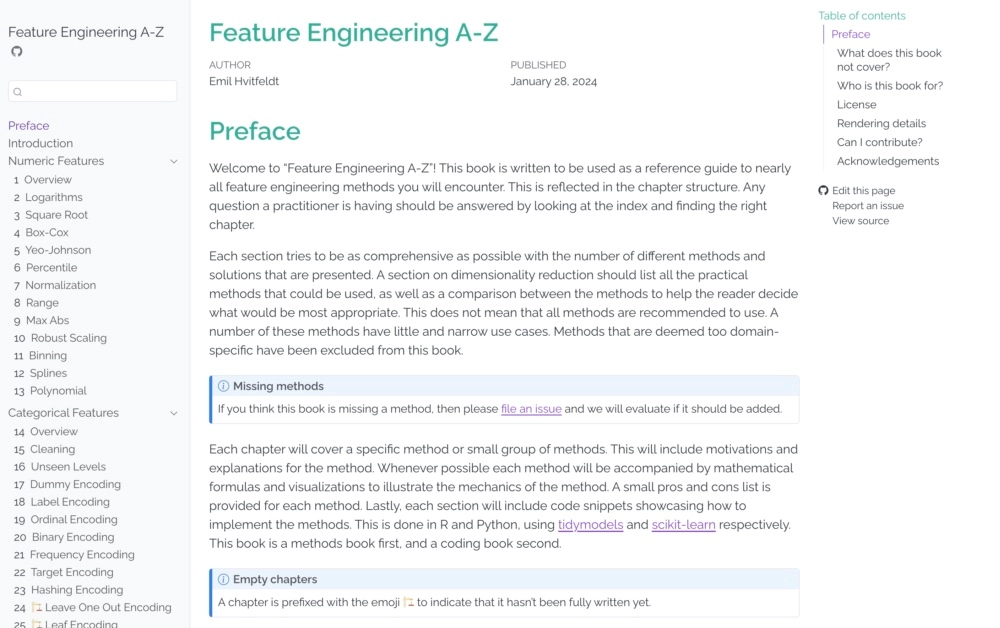 Feature Engineering A-Z
Preface
Introduction
Numeric Features
1 Overview
2 Logarithms
3 Square Root
4 Box-Cox
5 Yeo-Johnson
6 Percentile
7 Normalization
8 Range
9 Max Abs
10 Robust Scaling
11 Binning
12 Splines
13 Polynomial
Categorical Features
14 Overview
15 Cleaning
16 Unseen Levels
17 Dummy Encoding
18 Label Encoding
19 Ordinal Encoding
20 Binary Encoding
21 Frequency Encoding
22 Target Encoding
23 Hashing Encoding
24 🏗️ Leave One Out Encoding
25 🏗️ Leaf Encoding
Feature Engineering A-Z
AUTHOR
Emil Hvitfeldt
PUBLISHED
January 28, 2024
Preface
Welcome to “Feature Engineering A-Z”! This book is written to be used as a reference guide to nearly
all feature engineering methods you will encounter. This is reflected in the chapter structure. Any
question a practitioner is having should be answered by looking at the index and finding the right
chapter.
Each section tries to be as comprehensive as possible with the number of different methods and
solutions that are presented. A section on dimensionality reduction should list all the practical
methods that could be used, as well as a comparison between the methods to help the reader decide
what would be most appropriate. This does not mean that all methods are recommended to use. A
number of these methods have little and narrow use cases. Methods that are deemed too domain-
specific have been excluded from this book.
Missing methods
If you think this book is missing a method, then please file an issue and we will evaluate if it should be added.
Each chapter will cover a specific method or small group of methods. This will include motivations and
explanations for the method. Whenever possible each method will be accompanied by mathematical
formulas and visualizations to illustrate the mechanics of the method. A small pros and cons list is
provided for each method. Lastly, each section will include code snippets showcasing how to
implement the methods. This is done in R and Python, using tidymodels and scikit-learn respectively.
This book is a methods book first, and a coding book second.
Empty chapters
A chapter is prefixed with the emoji 🏗️ to indicate that it hasn’t been fully written yet.
Table of contents
Preface
What does this book
not cover?
Who is this book for?
License
Rendering details
Can I contribute?
Acknowledgements
Edit this page
Report an issue
View source